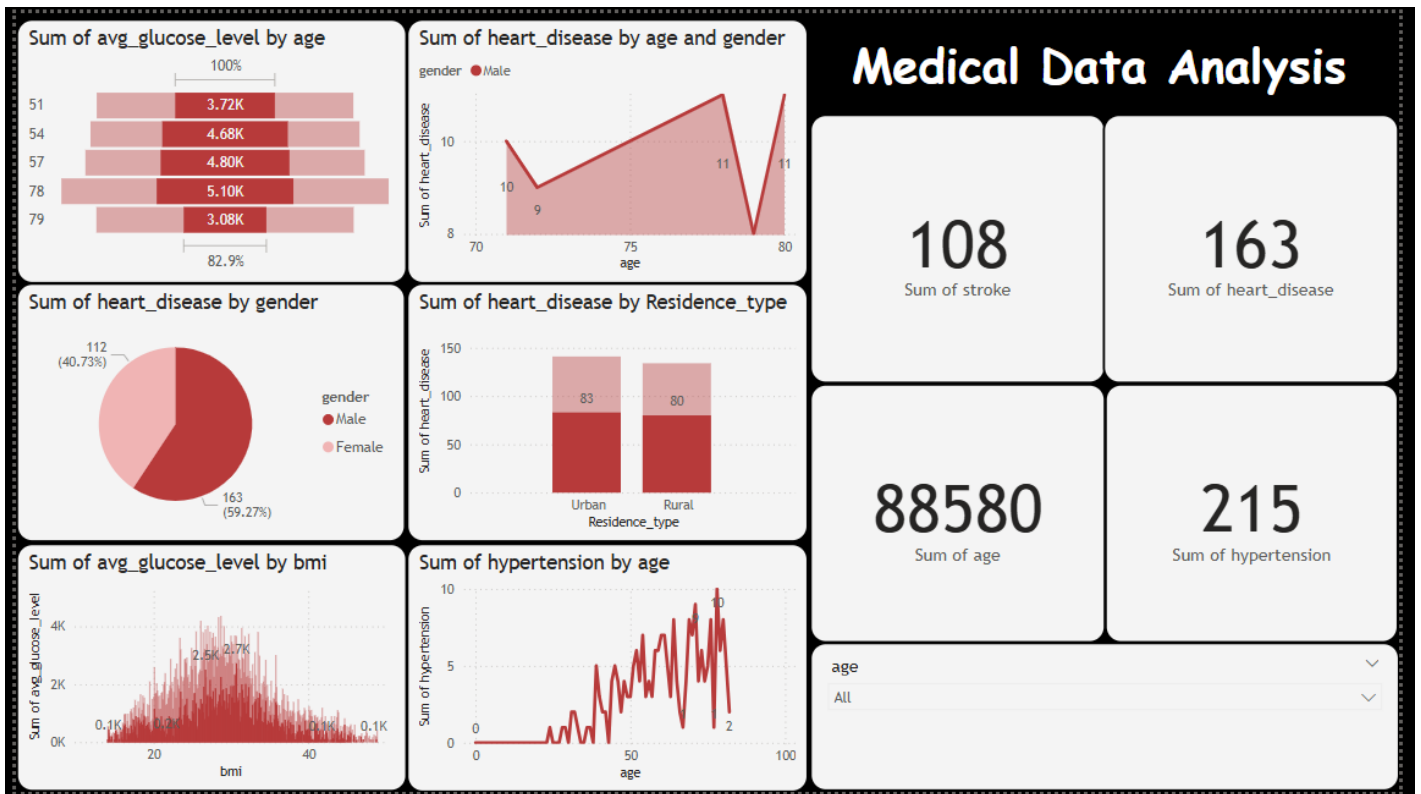 Medical Data Analysis
Sum of avg_glucose_level by age
100%
51
3.72K
54
4.68K
57
4.80K
78
5.10K
79
3.08K
82.9%
Sum of heart_disease by age and gender
gender Male
Sum of heart_disease
10
8
10
9
11
11
70 75 80
age
108
Sum of stroke
163
Sum of heart_disease
Sum of heart_disease by gender
112
(40.73%)
163
(59.27%)
gender
Male
Female
Sum of heart_disease by Residence_type
Sum of heart_disease
150
100
50
0
83
80
Urban Rural
Residence_type
88580
Sum of age
215
Sum of hypertension
Sum of avg_glucose_level by bmi
Sum of avg_glucose_level
4K
2K
0K
2.5K
2.7K
0.1K
0.1K
0.1K
20 40
bmi
Sum of hypertension by age
Sum of hypertension
10
5
0
0
9
10
2
0 50 100
age
age
All